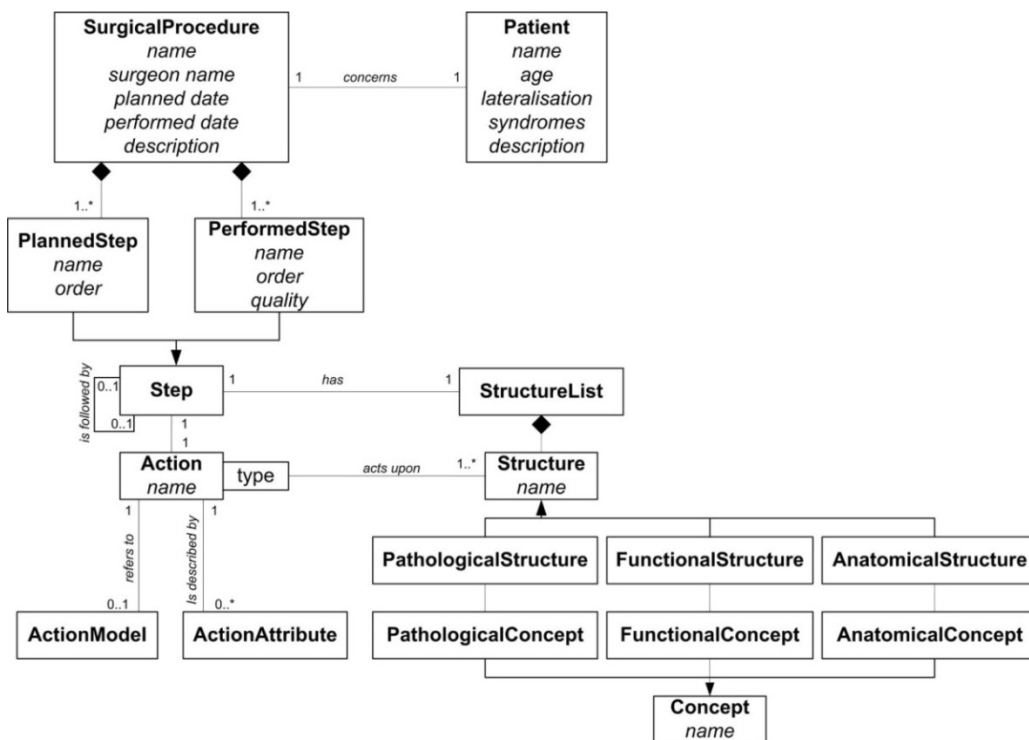 SurgicalProcedure
name
surgeon name
planned date
performed date
description
1
concerns
1
Patient
name
age
lateralisation
syndromes
description
1..*
1..*
PlannedStep
name
order
PerformedStep
name
order
quality
is followed by
0..1
0..1
Step
1
has
1
StructureList
1
1
Action
name
type
acts upon
1..*
Structure
name
1
refers to
0..1
1
Is described by
0..*
PathologicalStructure
FunctionalStructure
AnatomicalStructure
ActionModel
ActionAttribute
PathologicalConcept
FunctionalConcept
AnatomicalConcept
Concept
name